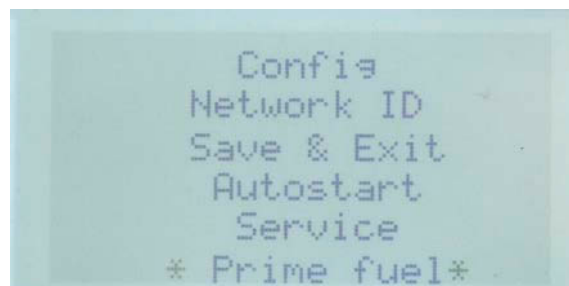 Config
Network ID
Save & Exit
Autostart
Service
* Prime fuel*